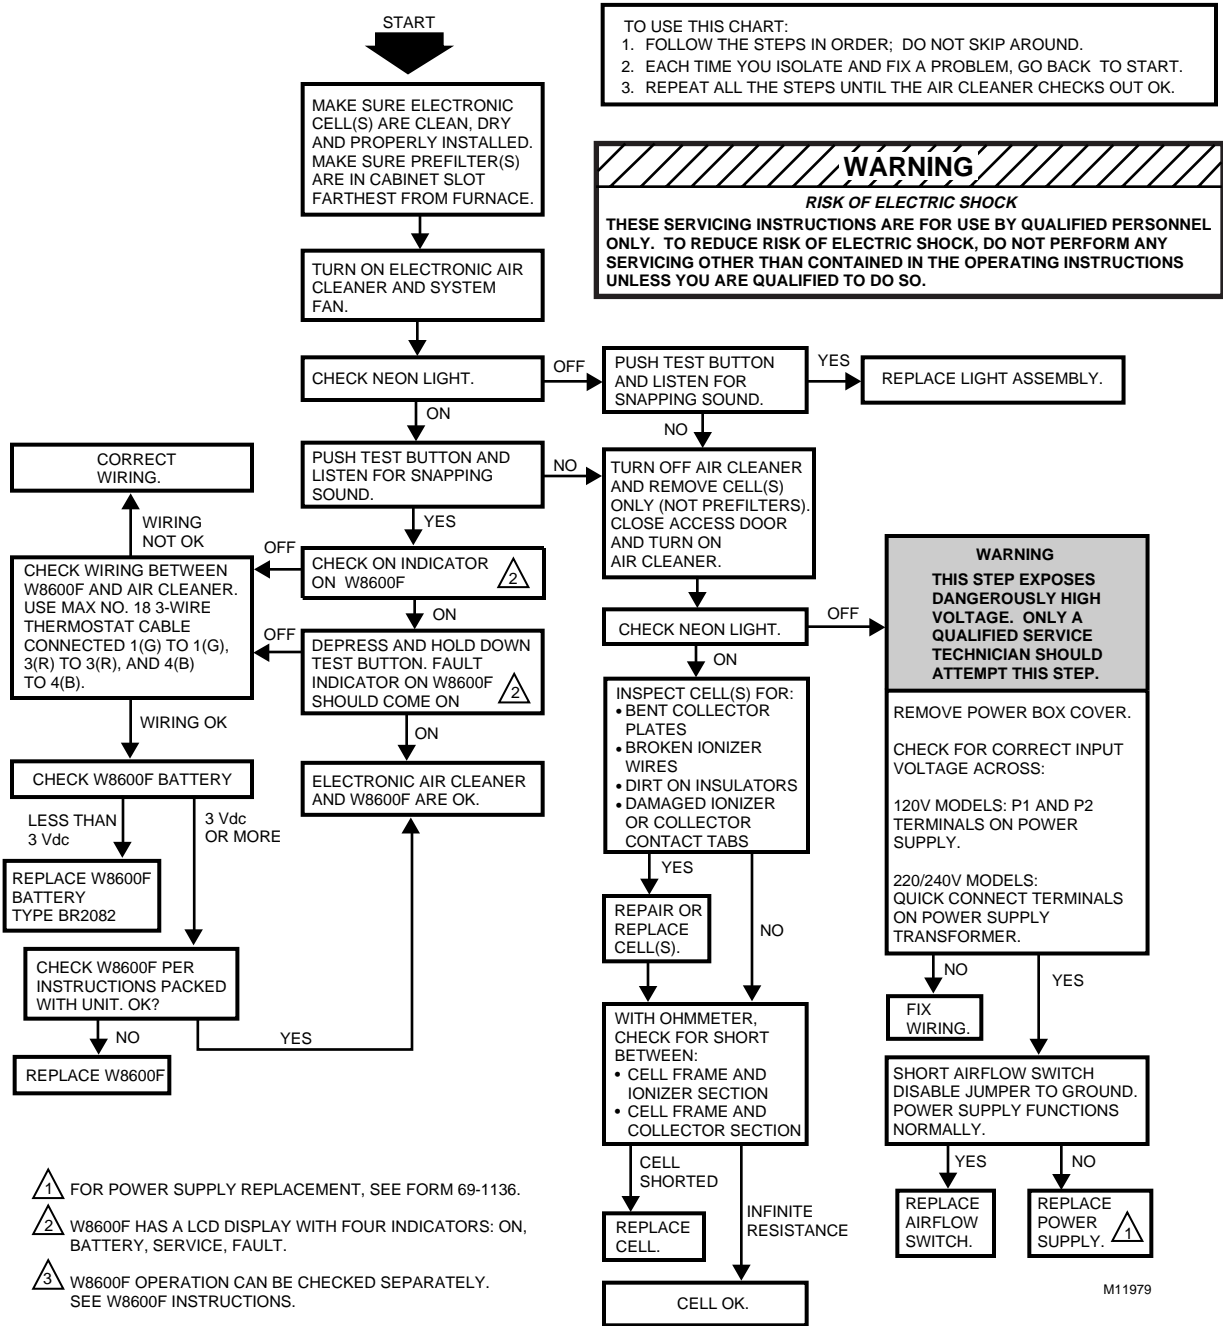 START
TO USE THIS CHART:
1. FOLLOW THE STEPS IN ORDER; DO NOT SKIP AROUND.
2. EACH TIME YOU ISOLATE AND FIX A PROBLEM, GO BACK TO START.
3. REPEAT ALL THE STEPS UNTIL THE AIR CLEANER CHECKS OUT OK.
MAKE SURE ELECTRONIC
CELL(S) ARE CLEAN, DRY
AND PROPERLY INSTALLED.
MAKE SURE PREFILTER(S)
ARE IN CABINET SLOT
FARTHEST FROM FURNACE.
WARNING
RISK OF ELECTRIC SHOCK
THESE SERVICING INSTRUCTIONS ARE FOR USE BY QUALIFIED PERSONNEL
ONLY. TO REDUCE RISK OF ELECTRIC SHOCK, DO NOT PERFORM ANY
SERVICING OTHER THAN CONTAINED IN THE OPERATING INSTRUCTIONS
UNLESS YOU ARE QUALIFIED TO DO SO.
TURN ON ELECTRONIC AIR
CLEANER AND SYSTEM
FAN.
CHECK NEON LIGHT.
OFF
PUSH TEST BUTTON
AND LISTEN FOR
SNAPPING SOUND.
YES
REPLACE LIGHT ASSEMBLY.
ON
NO
PUSH TEST BUTTON AND
LISTEN FOR SNAPPING
SOUND.
NO
TURN OFF AIR CLEANER
AND REMOVE CELL(S)
ONLY (NOT PREFILTERS).
CLOSE ACCESS DOOR
AND TURN ON
AIR CLEANER.
YES
CORRECT
WIRING.
WIRING
NOT OK
OFF
CHECK ON INDICATOR
ON W8600F
2
CHECK WIRING BETWEEN
W8600F AND AIR CLEANER.
USE MAX NO. 18 3-WIRE
THERMOSTAT CABLE
CONNECTED 1(G) TO 1(G),
3(R) TO 3(R), AND 4(B)
TO 4(B).
ON
OFF
DEPRESS AND HOLD DOWN
TEST BUTTON. FAULT
INDICATOR ON W8600F
SHOULD COME ON
2
CHECK NEON LIGHT.
OFF
ON
WARNING
THIS STEP EXPOSES
DANGEROUSLY HIGH
VOLTAGE. ONLY A
QUALIFIED SERVICE
TECHNICIAN SHOULD
ATTEMPT THIS STEP.
REMOVE POWER BOX COVER.
CHECK FOR CORRECT INPUT
VOLTAGE ACROSS:
120V MODELS: P1 AND P2
TERMINALS ON POWER
SUPPLY.
220/240V MODELS:
QUICK CONNECT TERMINALS
ON POWER SUPPLY
TRANSFORMER.
WIRING OK
ON
CHECK W8600F BATTERY
ELECTRONIC AIR CLEANER
AND W8600F ARE OK.
INSPECT CELL(S) FOR:
• BENT COLLECTOR
PLATES
• BROKEN IONIZER
WIRES
• DIRT ON INSULATORS
• DAMAGED IONIZER
OR COLLECTOR
CONTACT TABS
LESS THAN
3 Vdc
3 Vdc
OR MORE
REPLACE W8600F
BATTERY
TYPE BR2082
YES
NO
REPAIR OR
REPLACE
CELL(S).
CHECK W8600F PER
INSTRUCTIONS PACKED
WITH UNIT. OK?
NO
YES
REPLACE W8600F
NO
YES
FIX
WIRING.
WITH OHMMETER,
CHECK FOR SHORT
BETWEEN:
• CELL FRAME AND
IONIZER SECTION
• CELL FRAME AND
COLLECTOR SECTION
SHORT AIRFLOW SWITCH
DISABLE JUMPER TO GROUND.
POWER SUPPLY FUNCTIONS
NORMALLY.
CELL
SHORTED
INFINITE
RESISTANCE
YES
NO
REPLACE
CELL.
REPLACE
AIRFLOW
SWITCH.
REPLACE
POWER
SUPPLY.
1
CELL OK.
1 FOR POWER SUPPLY REPLACEMENT, SEE FORM 69-1136.
2 W8600F HAS A LCD DISPLAY WITH FOUR INDICATORS: ON,
BATTERY, SERVICE, FAULT.
3 W8600F OPERATION CAN BE CHECKED SEPARATELY.
SEE W8600F INSTRUCTIONS.
M11979